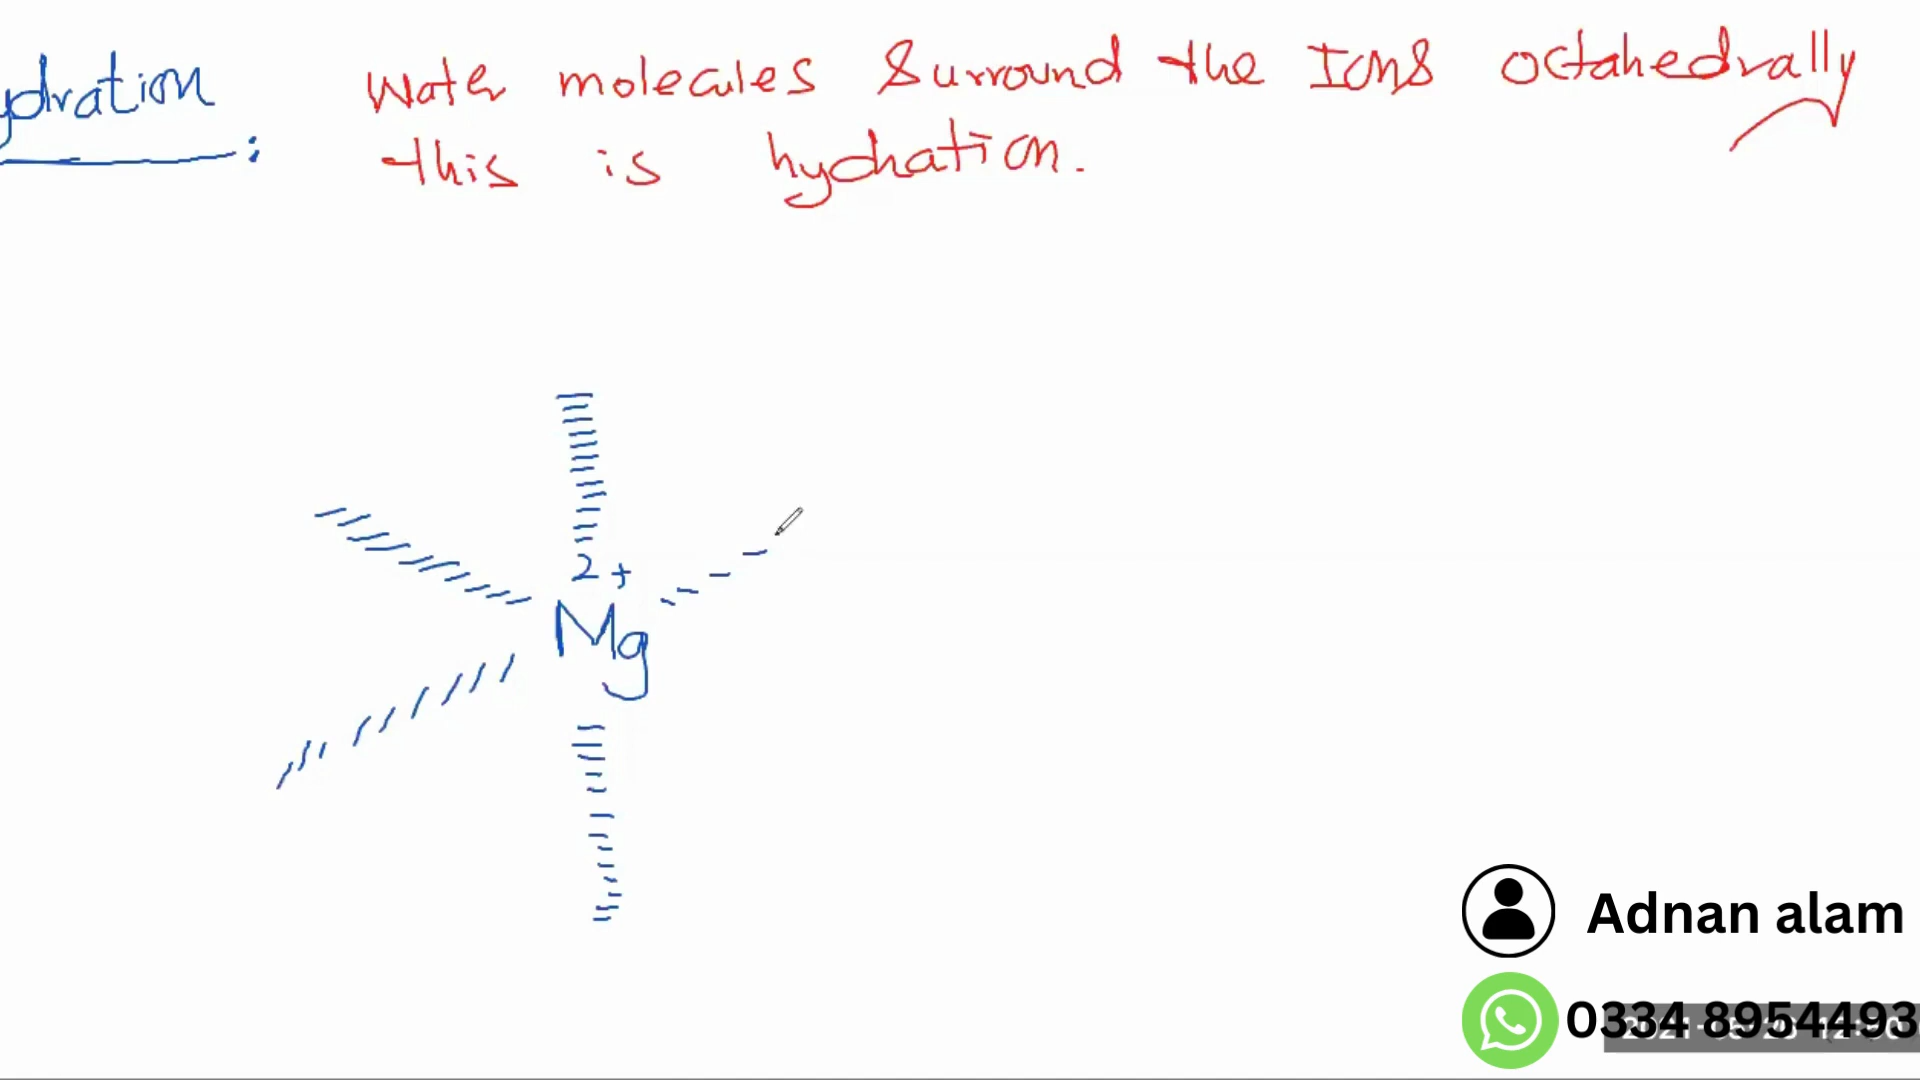 ydration : Water molecules surround the Ions octahedrally
this is hydration.
2+
Mg
Adnan alam
0334 8954493